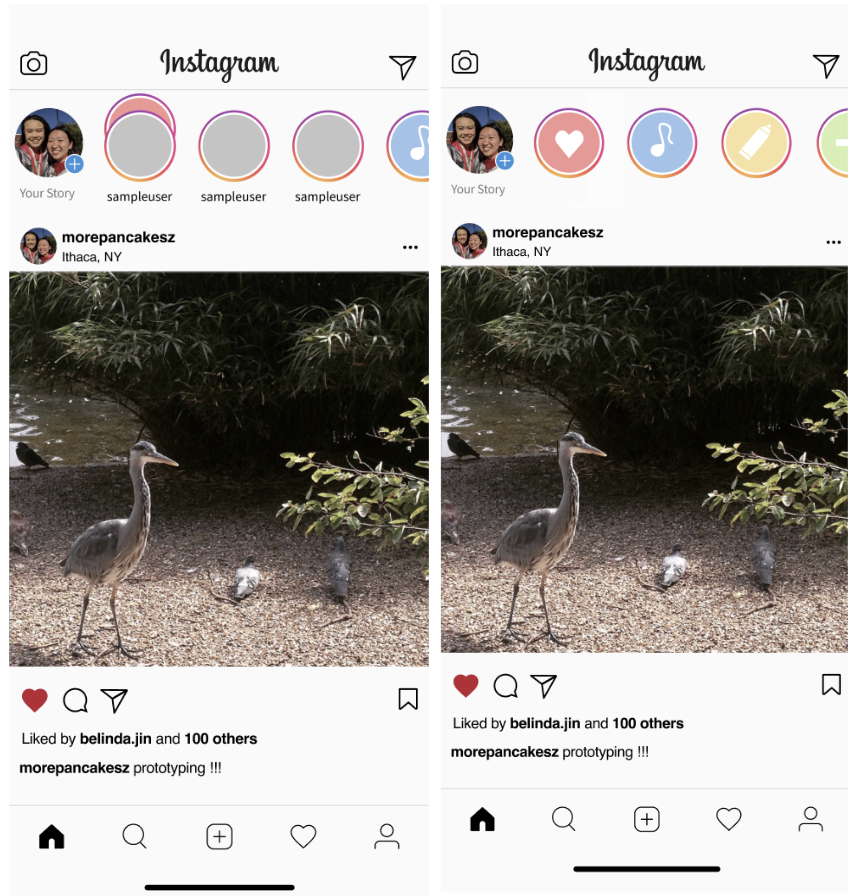 Instagram
Your Story
sampleuser
sampleuser
sampleuser
morepancakesz
Ithaca, NY
Liked by belinda.jin and 100 others
morepancakesz prototyping !!!
Instagram
Your Story
morepancakesz
Ithaca, NY
Liked by belinda.jin and 100 others
morepancakesz prototyping !!!